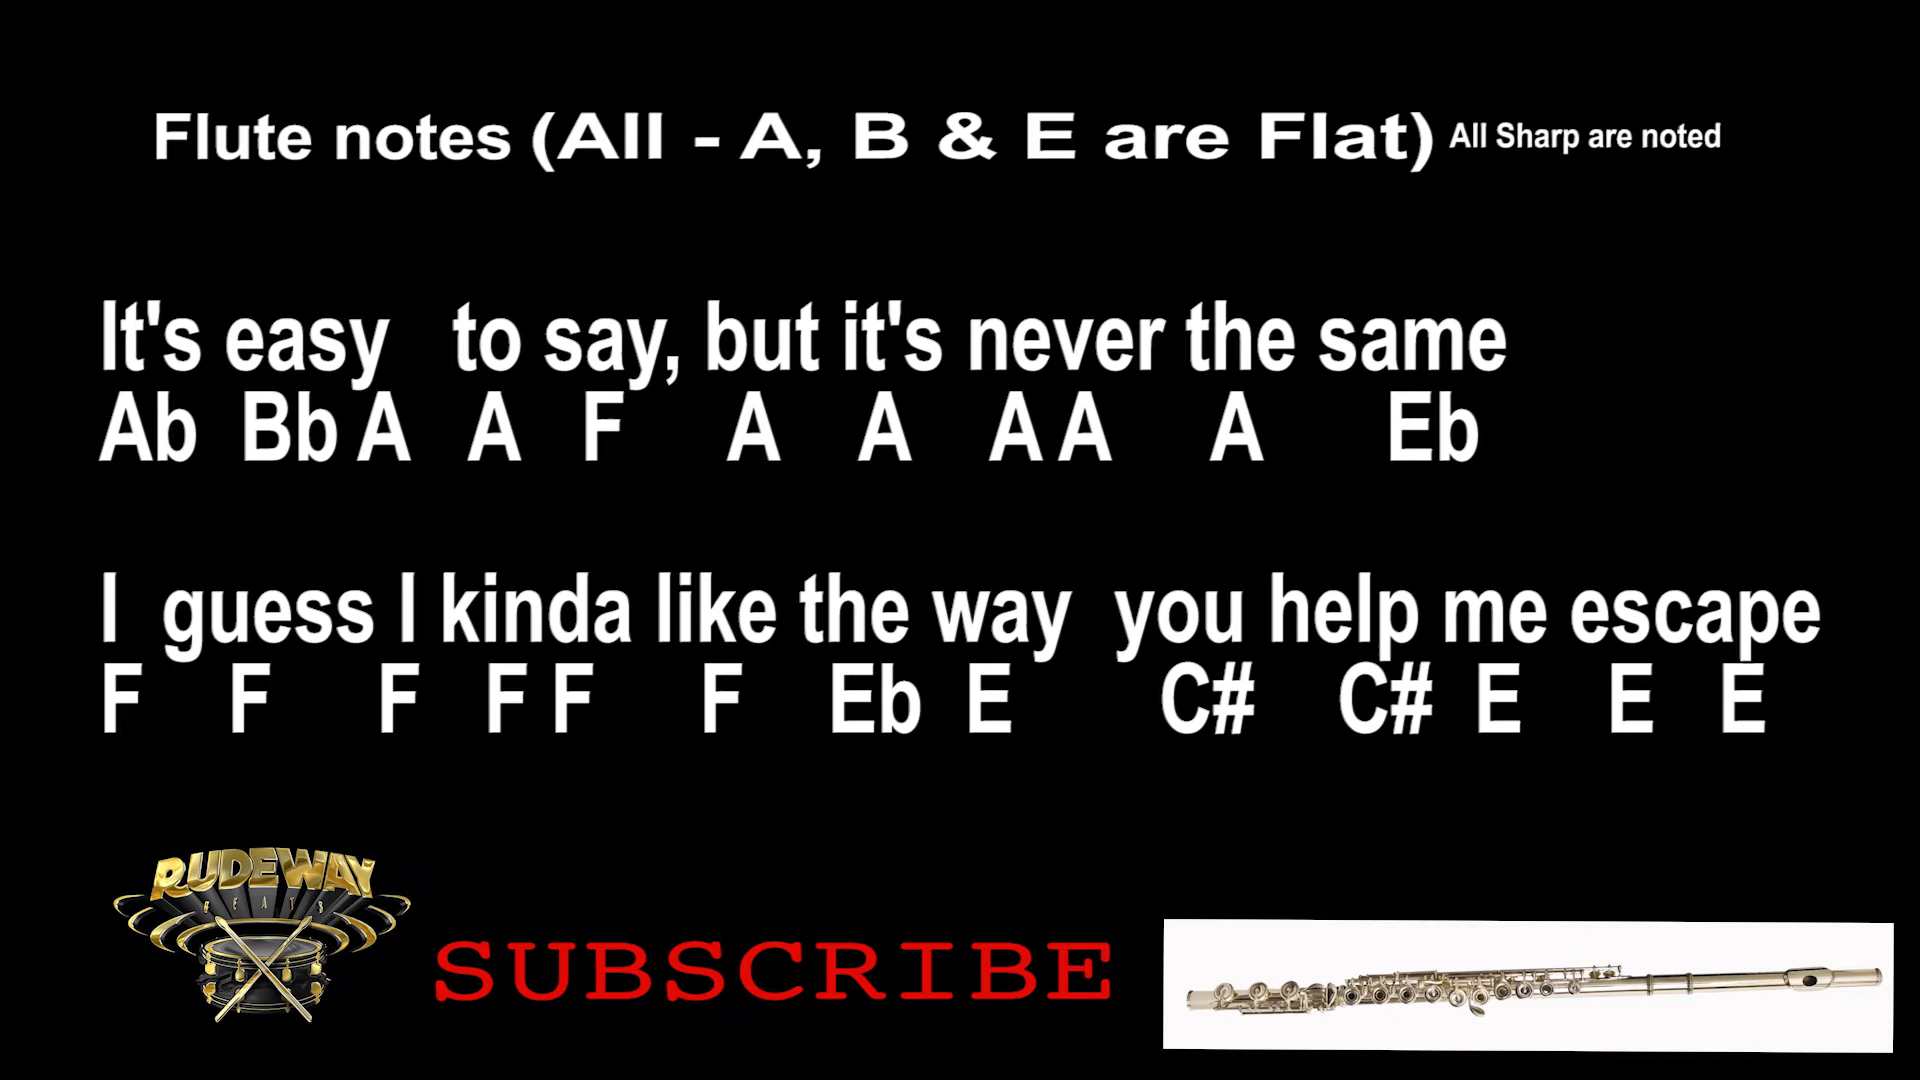 Flute notes (All - A, B & E are Flat) All Sharp are noted
It's easy to say, but it's never the same
Ab Bb A A F A A A A A Eb
I guess I kinda like the way you help me escape
F F F F F F Eb E C# C# E E E
RUDEWAY
BEATS
SUBSCRIBE